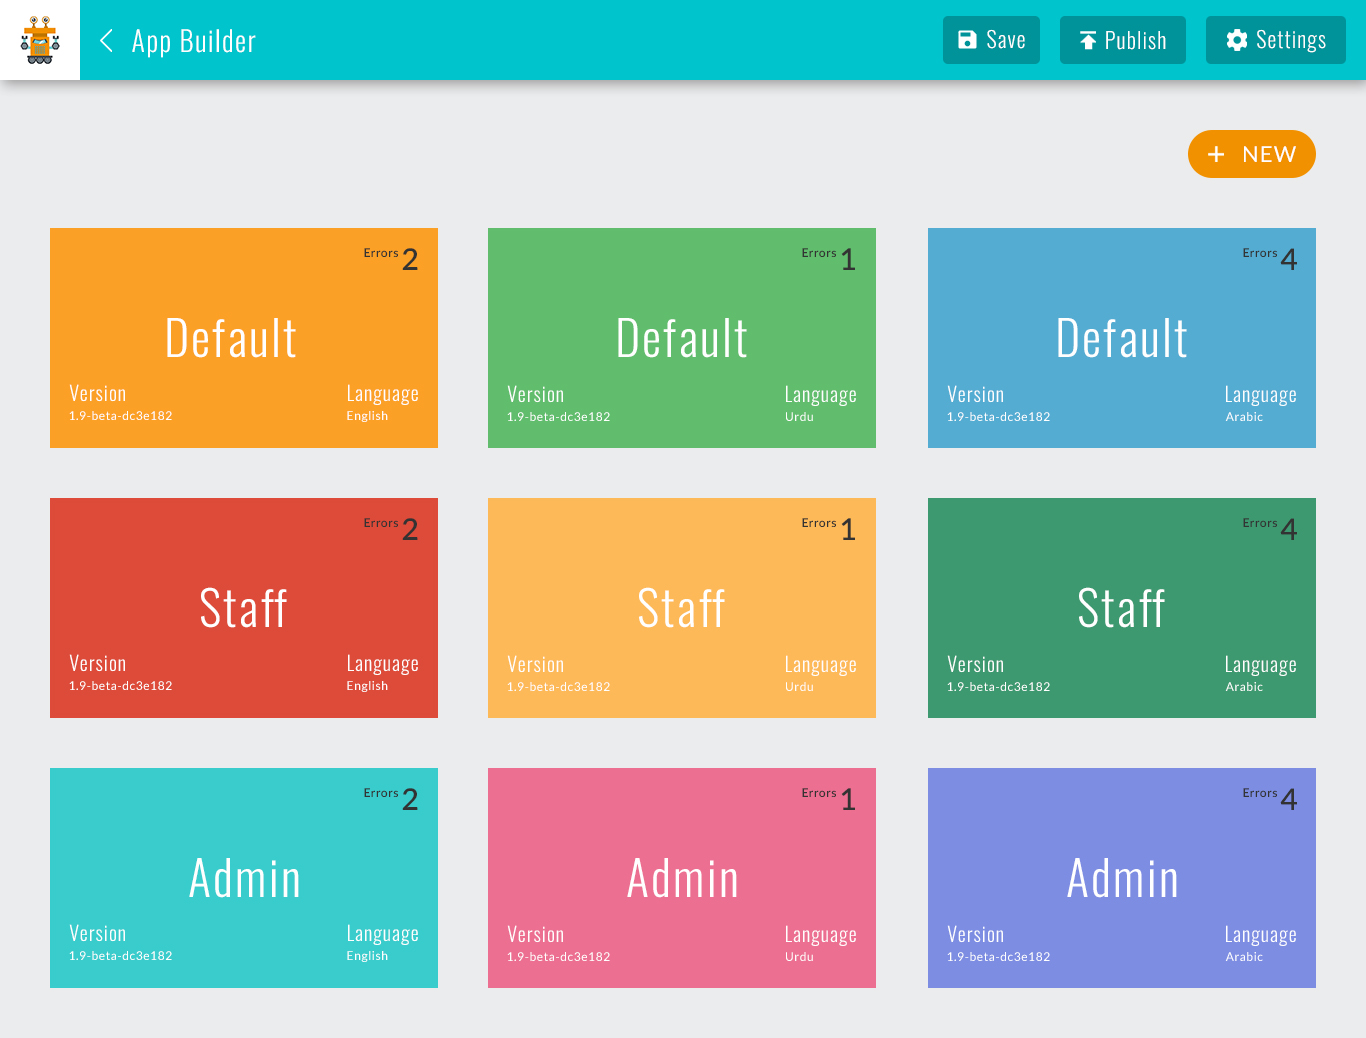 App Builder
Save
Publish
Settings
+ NEW
Errors 2
Default
Version
1.9-beta-dc3e182
Language
English
Errors 1
Default
Version
1.9-beta-dc3e182
Language
Urdu
Errors 4
Default
Version
1.9-beta-dc3e182
Language
Arabic
Errors 2
Staff
Version
1.9-beta-dc3e182
Language
English
Errors 1
Staff
Version
1.9-beta-dc3e182
Language
Urdu
Errors 4
Staff
Version
1.9-beta-dc3e182
Language
Arabic
Errors 2
Admin
Version
1.9-beta-dc3e182
Language
English
Errors 1
Admin
Version
1.9-beta-dc3e182
Language
Urdu
Errors 4
Admin
Version
1.9-beta-dc3e182
Language
Arabic